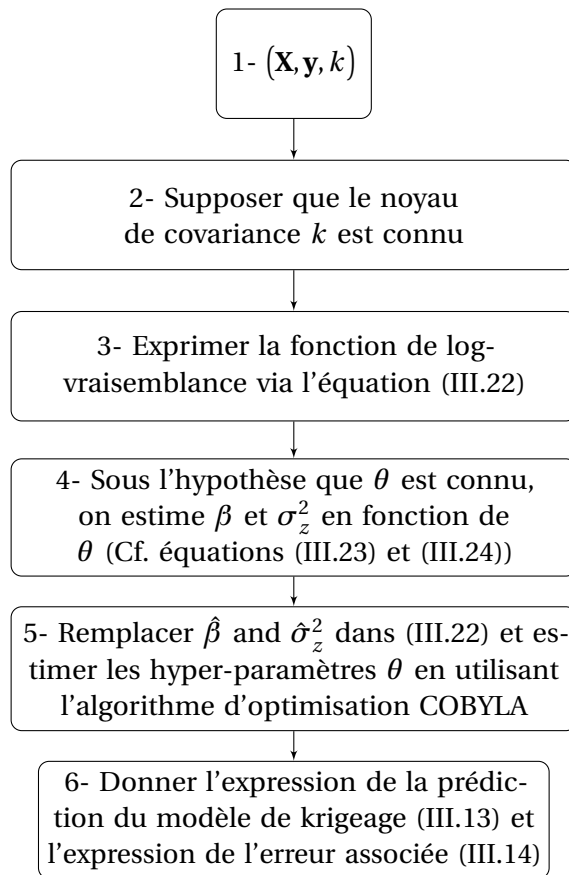 1- (X, y, k)
2- Supposer que le noyau
de covariance k est connu
3- Exprimer la fonction de log-
vraisemblance via l'équation (III.22)
4- Sous l'hypothèse que θ est connu,
on estime β et σ_z^2 en fonction de
θ (Cf. équations (III.23) et (III.24))
5- Remplacer β̂ and σ̂_z^2 dans (III.22) et es-
timer les hyper-paramètres θ en utilisant
l'algorithme d'optimisation COBYLA
6- Donner l'expression de la prédic-
tion du modèle de krigeage (III.13) et
l'expression de l'erreur associée (III.14)